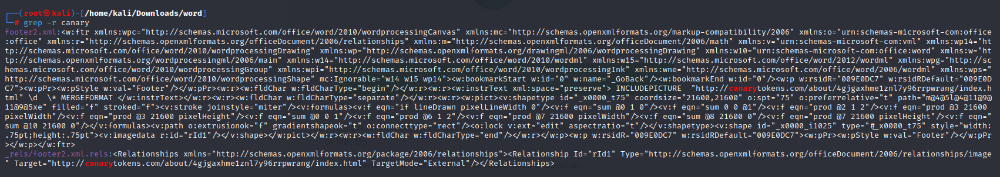 ┌──(root㉿kali)-[/home/kali/Downloads/word]
└─# grep -r canary
footer2.xml:<w:ftr xmlns:wpc="http://schemas.microsoft.com/office/word/2010/wordprocessingCanvas" xmlns:mc="http://schemas.openxmlformats.org/markup-compatibility/2006" xmlns:o="urn:schemas-microsoft-com:office
:office" xmlns:r="http://schemas.openxmlformats.org/officeDocument/2006/relationships" xmlns:m="http://schemas.openxmlformats.org/officeDocument/2006/math" xmlns:v="urn:schemas-microsoft-com:vml" xmlns:wp14="ht
tp://schemas.microsoft.com/office/word/2010/wordprocessingDrawing" xmlns:wp="http://schemas.openxmlformats.org/drawingml/2006/wordprocessingDrawing" xmlns:w10="urn:schemas-microsoft-com:office:word" xmlns:w="ht
tp://schemas.openxmlformats.org/wordprocessingml/2006/main" xmlns:w14="http://schemas.microsoft.com/office/word/2010/wordml" xmlns:w15="http://schemas.microsoft.com/office/word/2012/wordml" xmlns:wpg="http://sc
hemas.microsoft.com/office/word/2010/wordprocessingGroup" xmlns:wpi="http://schemas.microsoft.com/office/word/2010/wordprocessingInk" xmlns:wne="http://schemas.microsoft.com/office/word/2006/wordml" xmlns:wps="
http://schemas.microsoft.com/office/word/2010/wordprocessingShape" mc:Ignorable="w14 w15 wp14"><w:bookmarkStart w:id="0" w:name="_GoBack"/><w:bookmarkEnd w:id="0"/><w:p w:rsidR="009E0DC7" w:rsidRDefault="009E0D
C7"><w:pPr><w:pStyle w:val="Footer"/></w:pPr><w:r><w:fldChar w:fldCharType="begin"/></w:r><w:r><w:instrText xml:space="preserve"> INCLUDEPICTURE  "http://canarytokens.com/about/4gjgaxhme1znl7y96rrpwrang/index.h
tml" \d  \* MERGEFORMAT </w:instrText></w:r><w:r><w:fldChar w:fldCharType="separate"/></w:r><w:r><w:pict><v:shapetype id="_x0000_t75" coordsize="21600,21600" o:spt="75" o:preferrelative="t" path="m@4@5l@4@11@9@
11@9@5xe" filled="f" stroked="f"><v:stroke joinstyle="miter"/><v:formulas><v:f eqn="if lineDrawn pixelLineWidth 0"/><v:f eqn="sum @0 1 0"/><v:f eqn="sum 0 0 @1"/><v:f eqn="prod @2 1 2"/><v:f eqn="prod @3 21600
pixelWidth"/><v:f eqn="prod @3 21600 pixelHeight"/><v:f eqn="sum @0 0 1"/><v:f eqn="prod @6 1 2"/><v:f eqn="prod @7 21600 pixelWidth"/><v:f eqn="sum @8 21600 0"/><v:f eqn="prod @7 21600 pixelHeight"/><v:f eqn="
sum @10 21600 0"/></v:formulas><v:path o:extrusionok="f" gradientshapeok="t" o:connecttype="rect"/><o:lock v:ext="edit" aspectratio="t"/></v:shapetype><v:shape id="_x0000_i1025" type="#_x0000_t75" style="width:
.75pt;height:.75pt"><v:imagedata r:id="rId1"/></v:shape></w:pict></w:r><w:r><w:fldChar w:fldCharType="end"/></w:r></w:p><w:p w:rsidR="009E0DC7" w:rsidRDefault="009E0DC7"><w:pPr><w:pStyle w:val="Footer"/></w:pPr
></w:p></w:ftr>
_rels/footer2.xml.rels:<Relationships xmlns="http://schemas.openxmlformats.org/package/2006/relationships"><Relationship Id="rId1" Type="http://schemas.openxmlformats.org/officeDocument/2006/relationships/image
" Target="http://canarytokens.com/about/4gjgaxhme1znl7y96rrpwrang/index.html" TargetMode="External"/></Relationships>